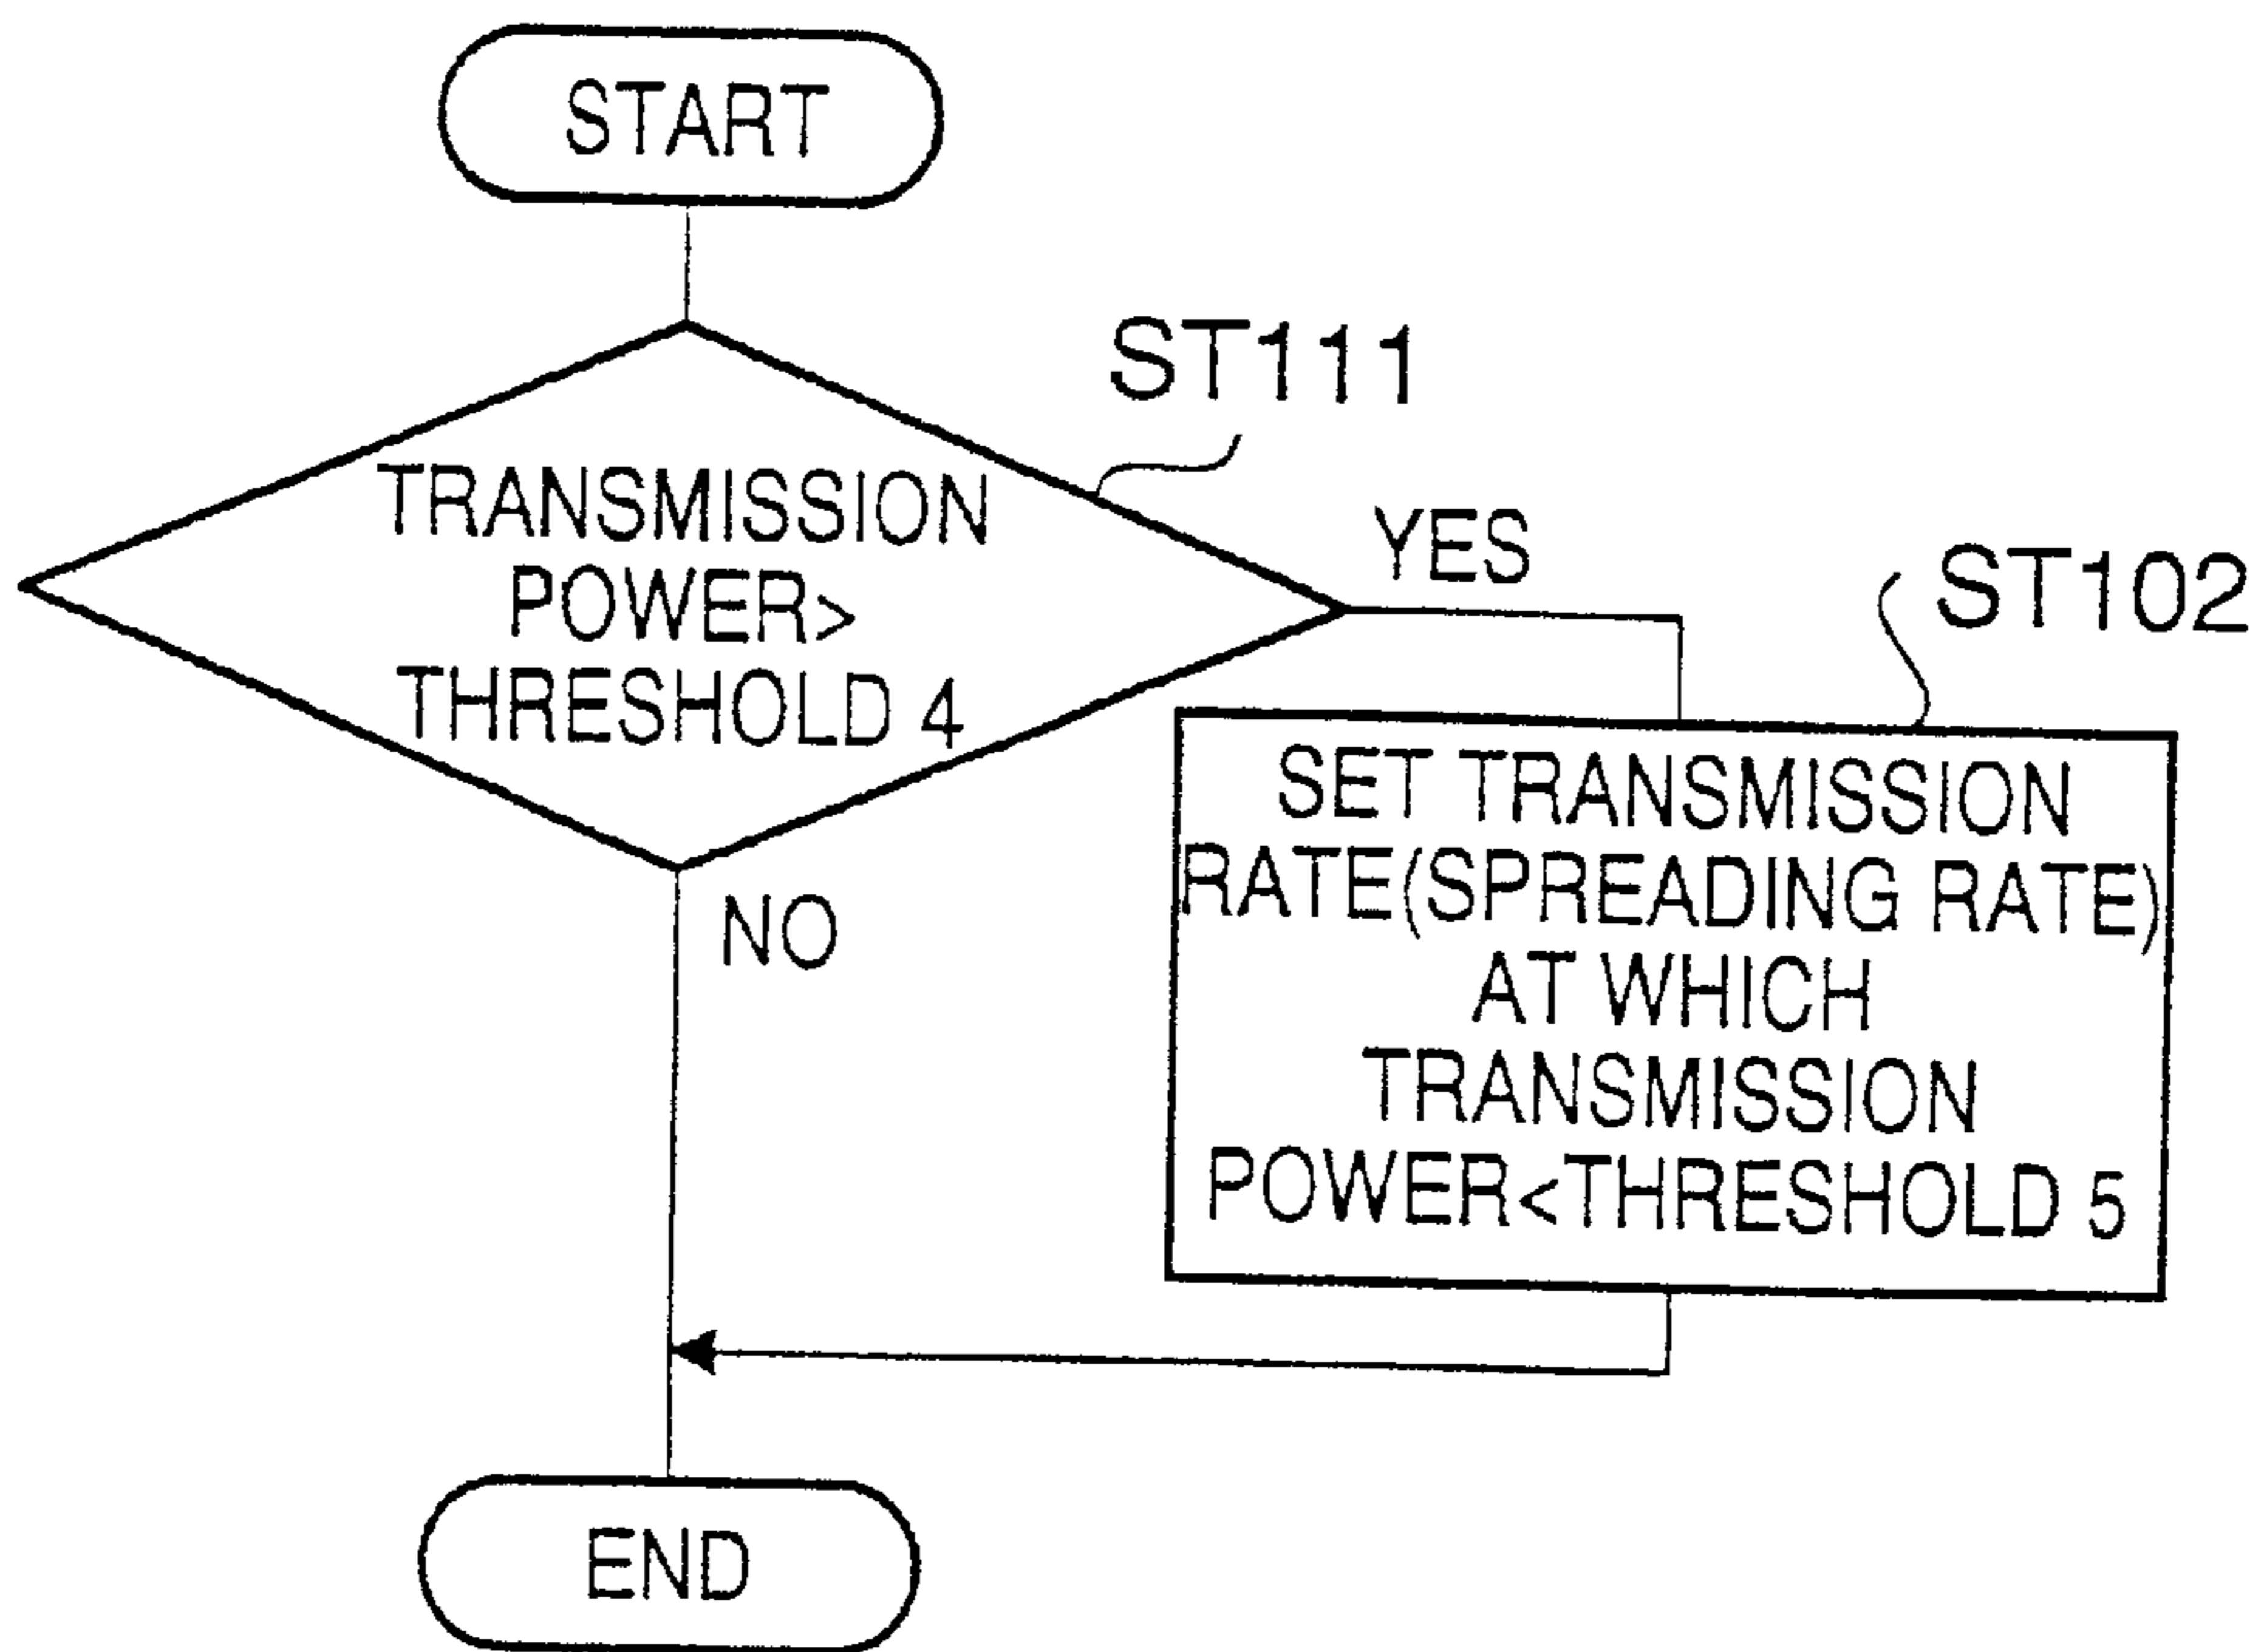 START
ST111
TRANSMISSION
POWER>
THRESHOLD 4
YES
ST102
SET TRANSMISSION
RATE(SPREADING RATE)
AT WHICH
TRANSMISSION
POWER<THRESHOLD 5
NO
END